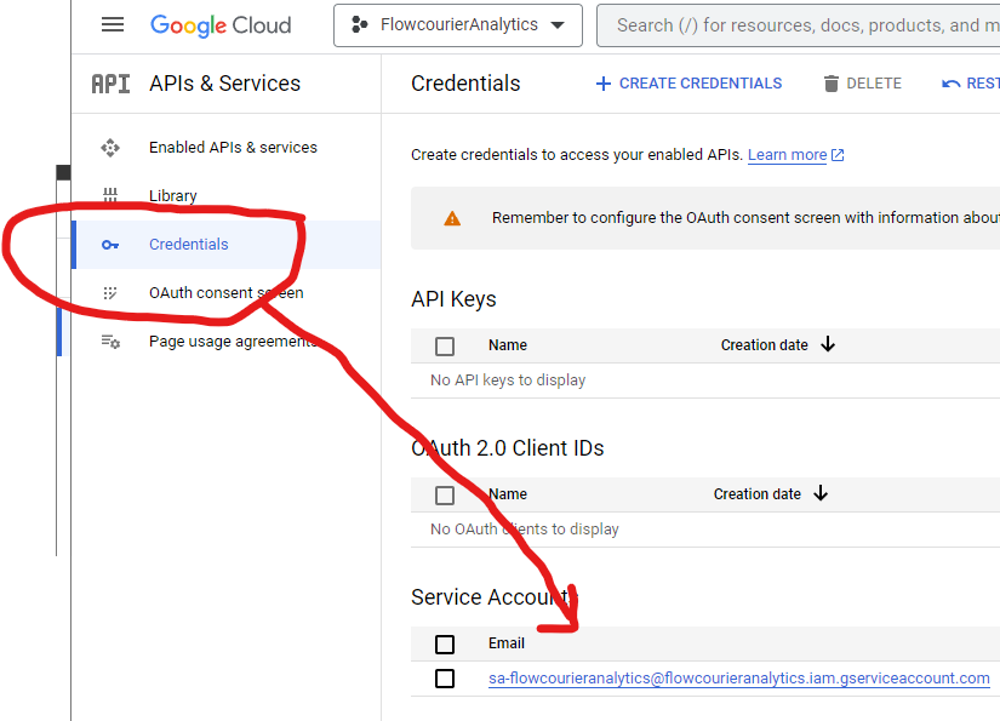 Google Cloud
FlowcourierAnalytics
Search (/) for resources, docs, products, and m
API APIs & Services
Credentials
CREATE CREDENTIALS
DELETE
REST
Enabled APIs & services
Library
Credentials
OAuth consent screen
Page usage agreements
Create credentials to access your enabled APIs. Learn more
Remember to configure the OAuth consent screen with information about
API Keys
Name Creation date
No API keys to display
OAuth 2.0 Client IDs
Name Creation date
No OAuth clients to display
Service Accounts
Email
sa-flowcourieranalytics@flowcourieranalytics.iam.gserviceaccount.com